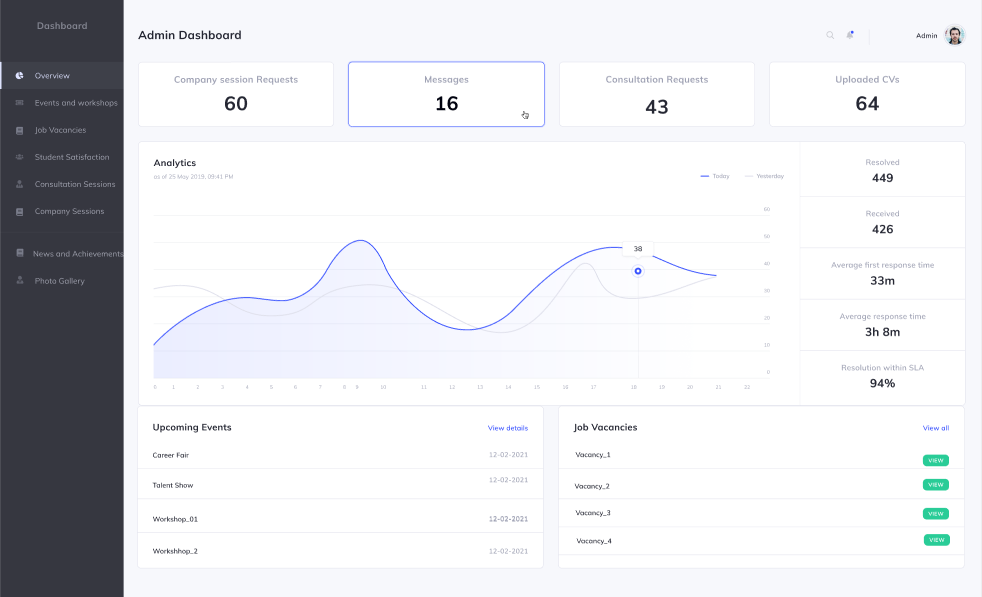 Dashboard
Overview
Events and workshops
Job Vacancies
Student Satisfaction
Consultation Sessions
Company Sessions
News and Achievements
Photo Gallery
Admin Dashboard
Admin
Company session Requests
60
Messages
16
Consultation Requests
43
Uploaded CVs
64
Analytics
as of 25 May 2019, 09:41 PM
Today
Yesterday
60
50
40
30
20
10
0
38
0 1 2 3 4 5 6 7 8 9 10 11 12 13 14 15 16 17 18 19 20 21 22
Resolved
449
Received
426
Average first response time
33m
Average response time
3h 8m
Resolution within SLA
94%
Upcoming Events
View details
Career Fair 12-02-2021
Talent Show 12-02-2021
Workshop_01 12-02-2021
Workshhop_2 12-02-2021
Job Vacancies
View all
Vacancy_1 VIEW
Vacancy_2 VIEW
Vacancy_3 VIEW
Vacancy_4 VIEW